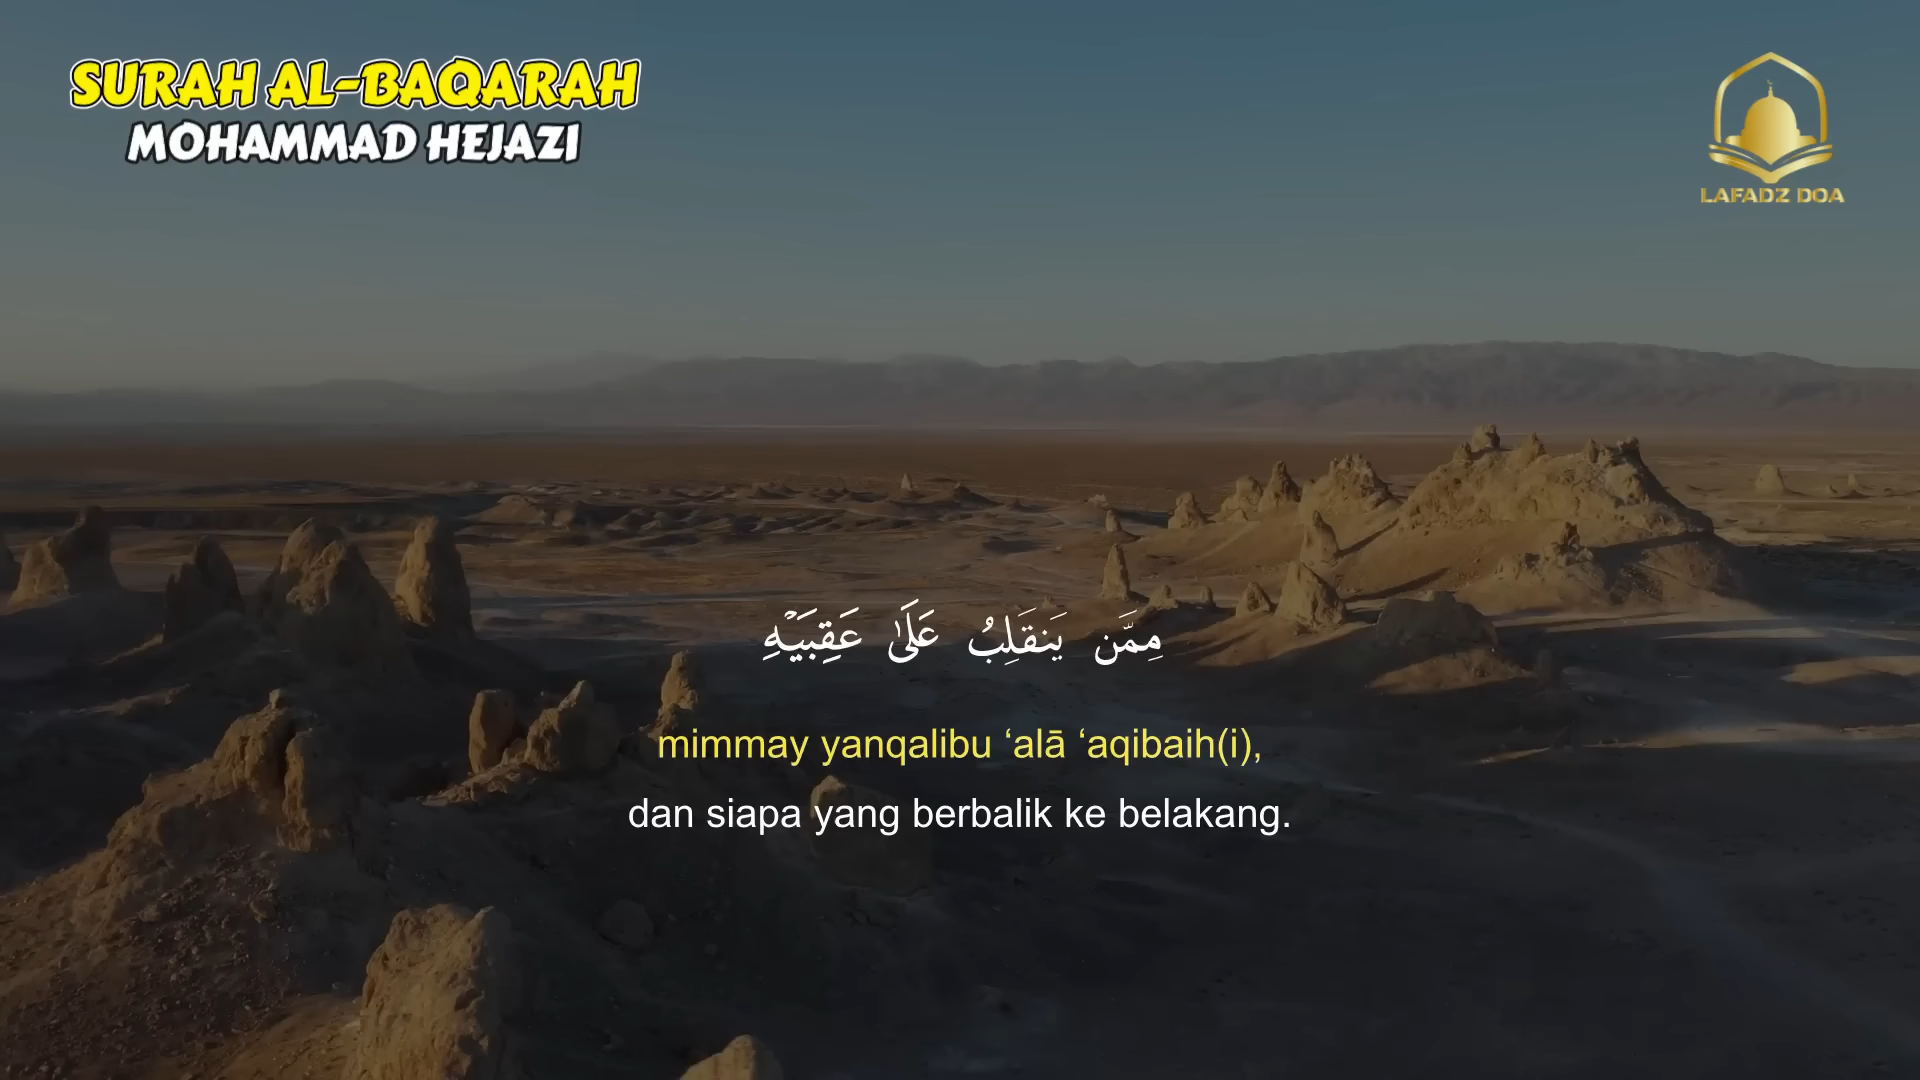 SURAH AL-BAQARAH
MOHAMMAD HEJAZI
LAFADZ DOA
مِمَّن يَنقَلِبُ عَلَىٰ عَقِبَيْهِ
mimmay yanqalibu ‘alā ‘aqibaih(i),
dan siapa yang berbalik ke belakang.